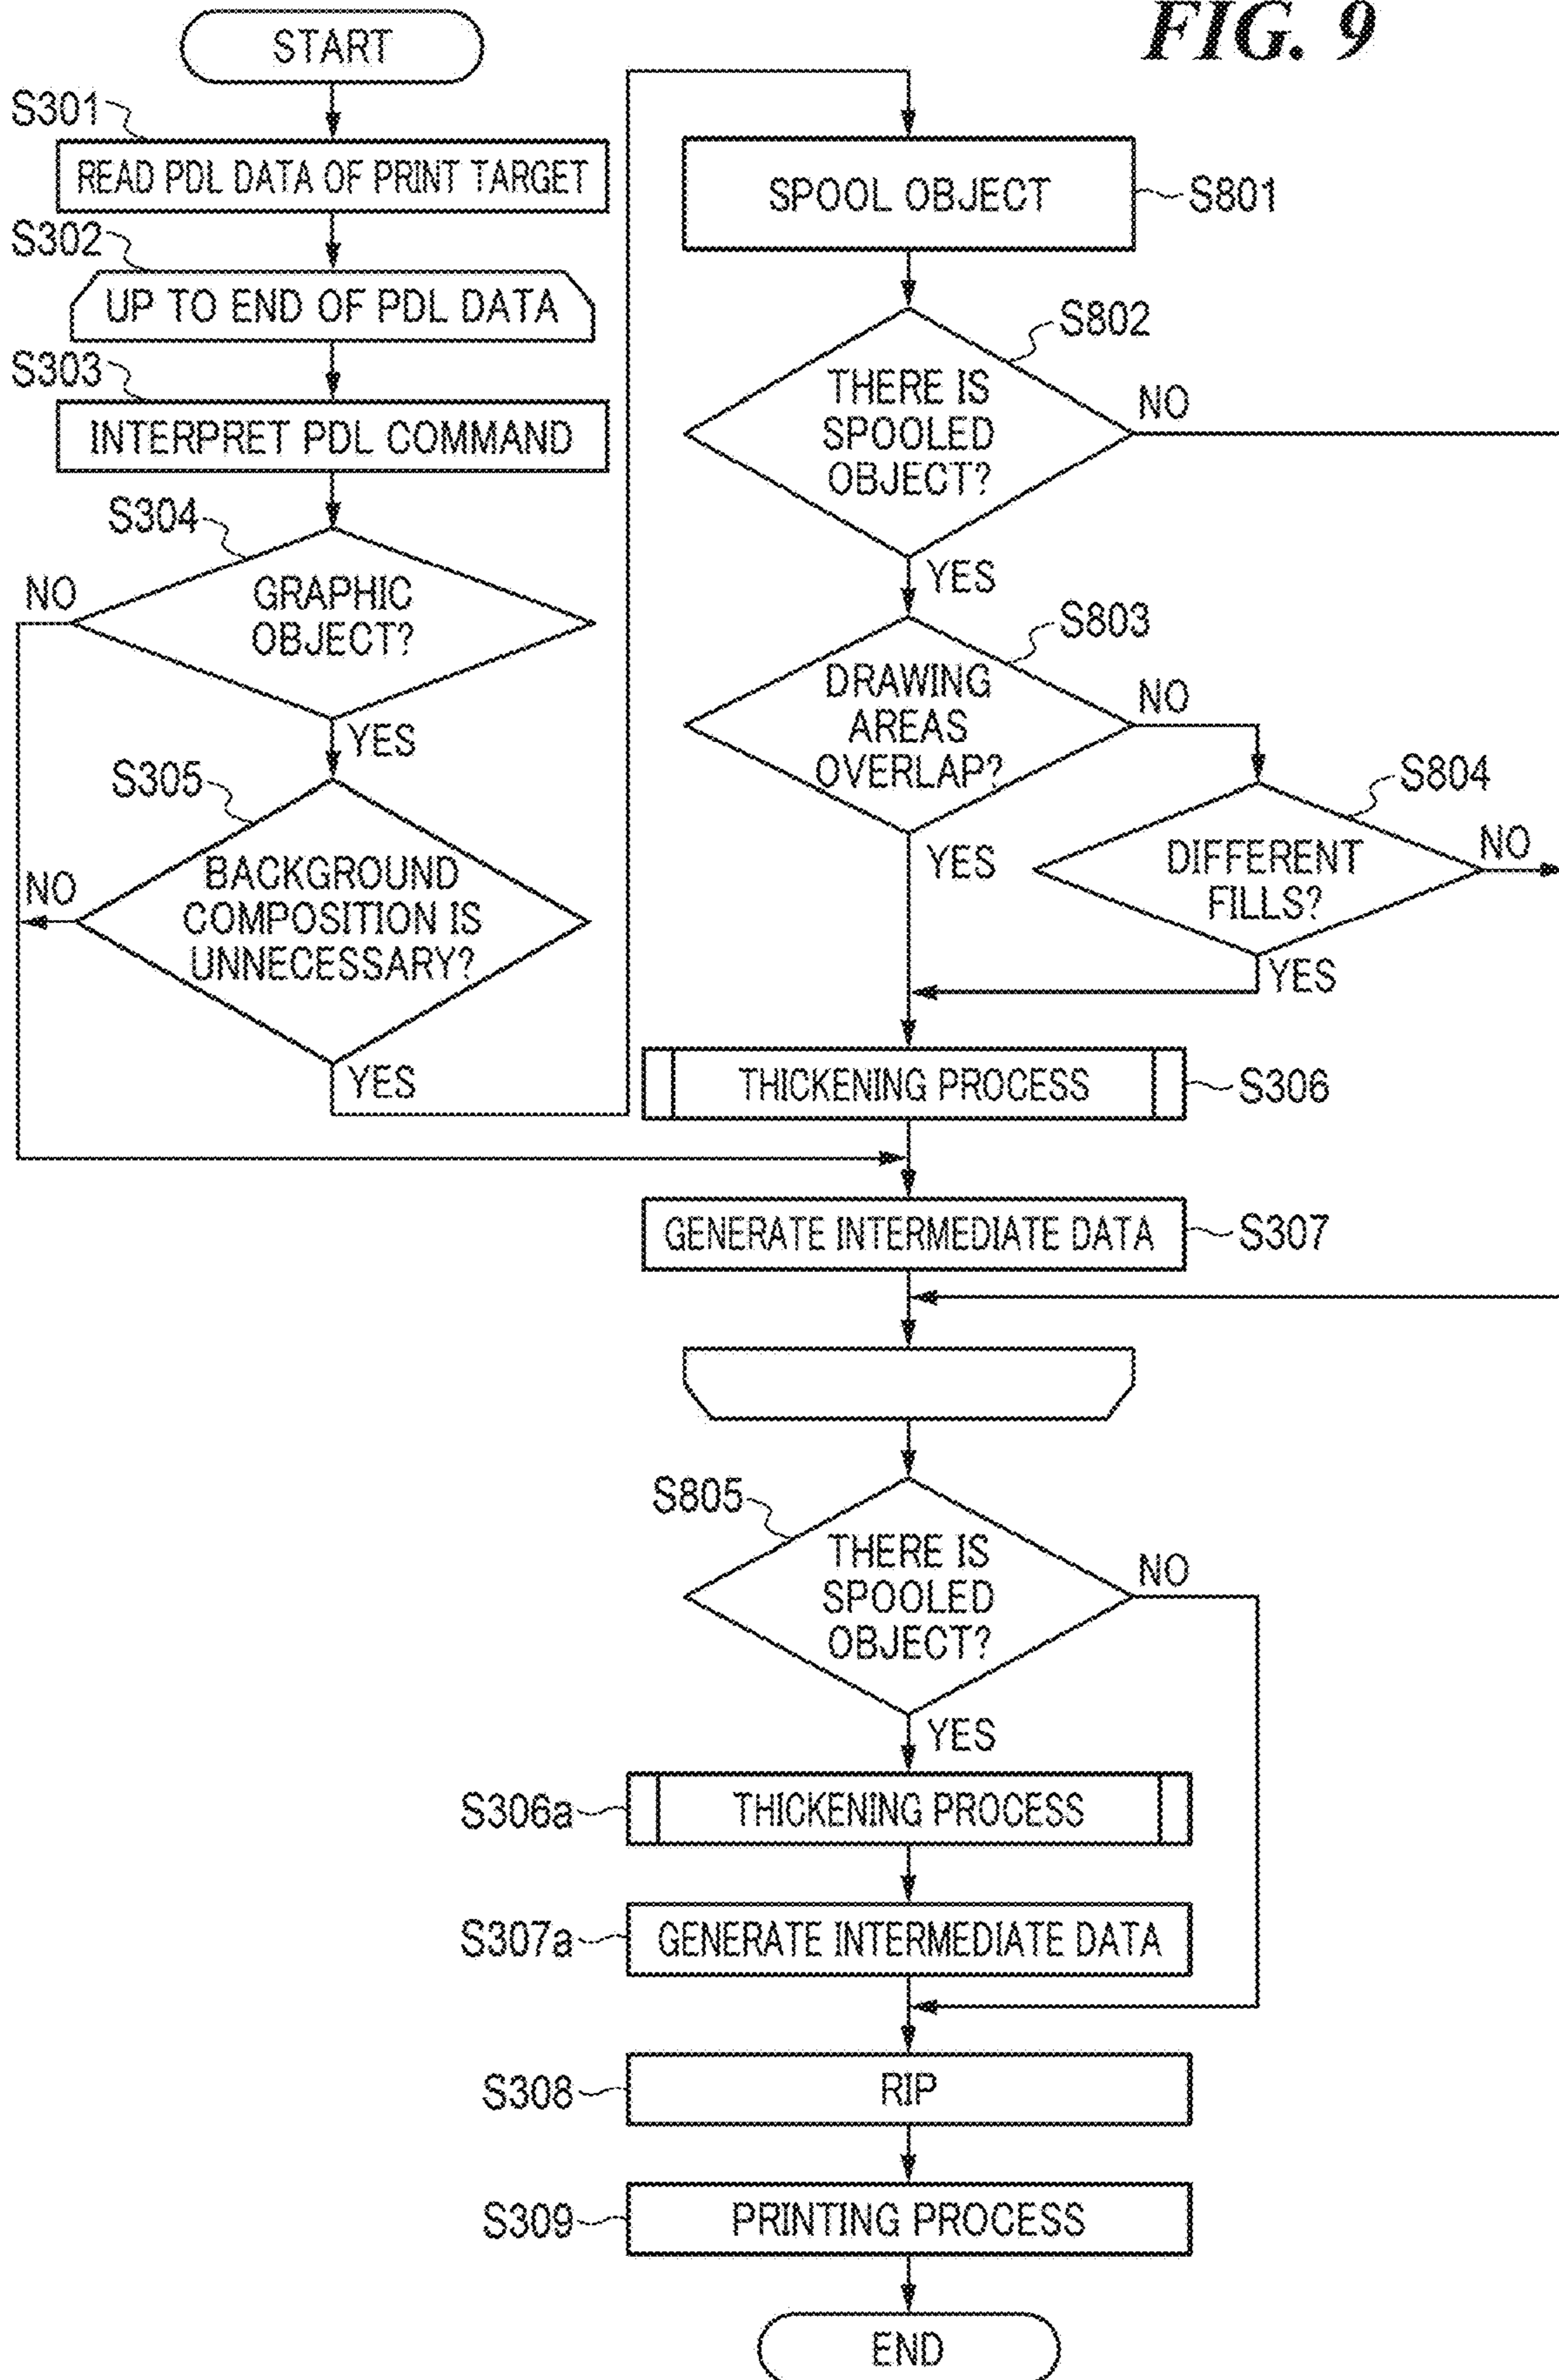 FIG. 9
START
S301
READ PDL DATA OF PRINT TARGET
S302
UP TO END OF PDL DATA
S303
INTERPRET PDL COMMAND
S304
GRAPHIC
OBJECT?
NO
YES
S305
BACKGROUND
COMPOSITION IS
UNNECESSARY?
NO
YES
SPOOL OBJECT
S801
S802
THERE IS
SPOOLED
OBJECT?
NO
YES
S803
DRAWING
AREAS
OVERLAP?
NO
YES
S804
DIFFERENT
FILLS?
NO
YES
THICKENING PROCESS
S306
GENERATE INTERMEDIATE DATA
S307
S805
THERE IS
SPOOLED
OBJECT?
NO
YES
S306a
THICKENING PROCESS
S307a
GENERATE INTERMEDIATE DATA
S308
RIP
S309
PRINTING PROCESS
END